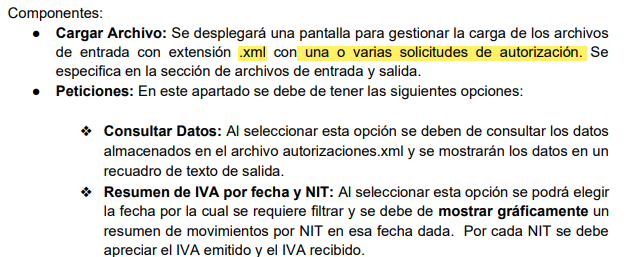 Componentes:
● Cargar Archivo: Se desplegará una pantalla para gestionar la carga de los archivos
de entrada con extensión .xml con una o varias solicitudes de autorización. Se
especifica en la sección de archivos de entrada y salida.
● Peticiones: En este apartado se debe de tener las siguientes opciones:
❖ Consultar Datos: Al seleccionar esta opción se deben de consultar los datos
almacenados en el archivo autorizaciones.xml y se mostrarán los datos en un
recuadro de texto de salida.
❖ Resumen de IVA por fecha y NIT: Al seleccionar esta opción se podrá elegir
la fecha por la cual se requiere filtrar y se debe de mostrar gráficamente un
resumen de movimientos por NIT en esa fecha dada. Por cada NIT se debe
apreciar el IVA emitido y el IVA recibido.